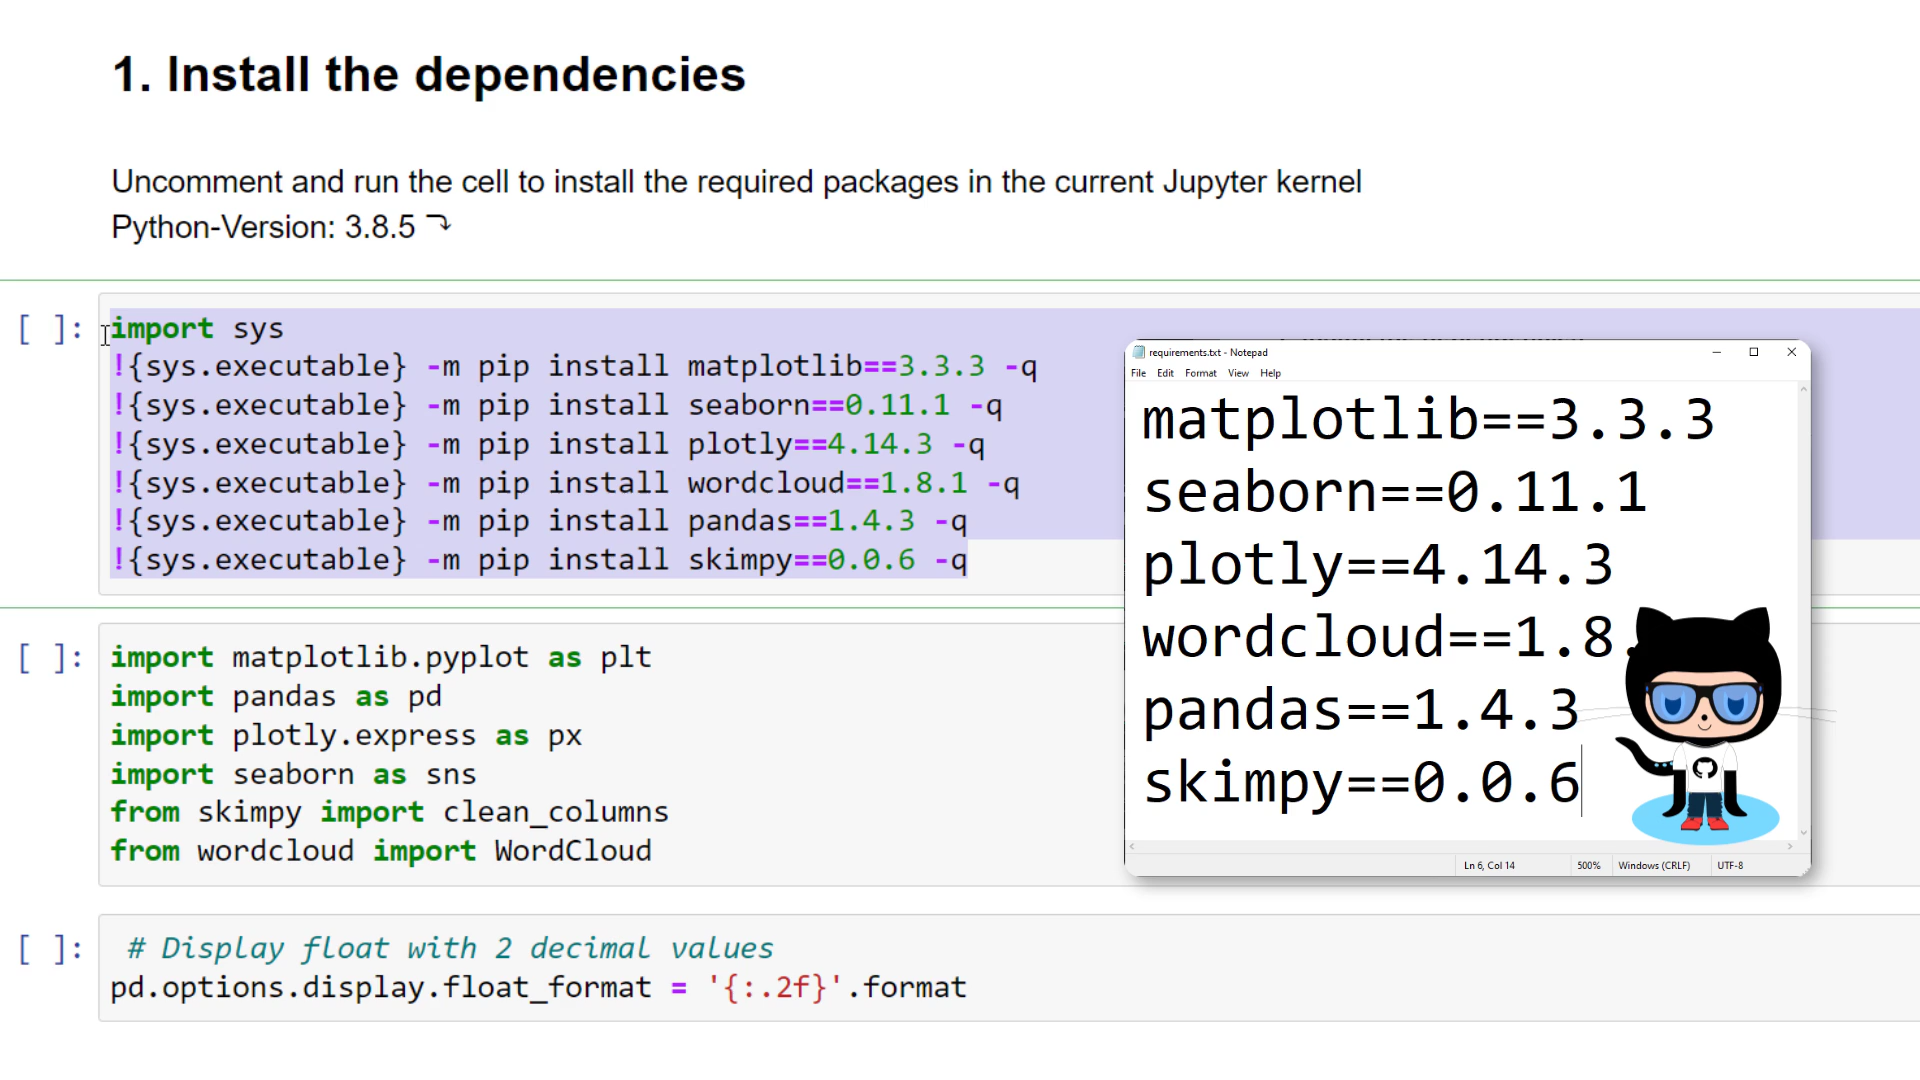 1. Install the dependencies
Uncomment and run the cell to install the required packages in the current Jupyter kernel
Python-Version: 3.8.5 ⤵
[ ]:
import sys
!{sys.executable} -m pip install matplotlib==3.3.3 -q
!{sys.executable} -m pip install seaborn==0.11.1 -q
!{sys.executable} -m pip install plotly==4.14.3 -q
!{sys.executable} -m pip install wordcloud==1.8.1 -q
!{sys.executable} -m pip install pandas==1.4.3 -q
!{sys.executable} -m pip install skimpy==0.0.6 -q
[ ]:
import matplotlib.pyplot as plt
import pandas as pd
import plotly.express as px
import seaborn as sns
from skimpy import clean_columns
from wordcloud import WordCloud
[ ]:
# Display float with 2 decimal values
pd.options.display.float_format = '{:.2f}'.format
requirements.txt - Notepad
File Edit Format View Help
matplotlib==3.3.3
seaborn==0.11.1
plotly==4.14.3
wordcloud==1.8.
pandas==1.4.3
skimpy==0.0.6
Ln 6, Col 14 500% Windows (CRLF) UTF-8